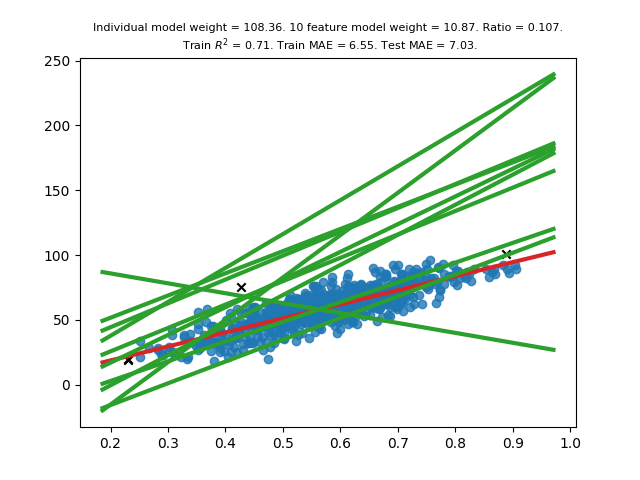 Individual model weight = 108.36. 10 feature model weight = 10.87. Ratio = 0.107.
Train R² = 0.71. Train MAE = 6.55. Test MAE = 7.03.
250
200
150
100
50
0
0.2 0.3 0.4 0.5 0.6 0.7 0.8 0.9 1.0